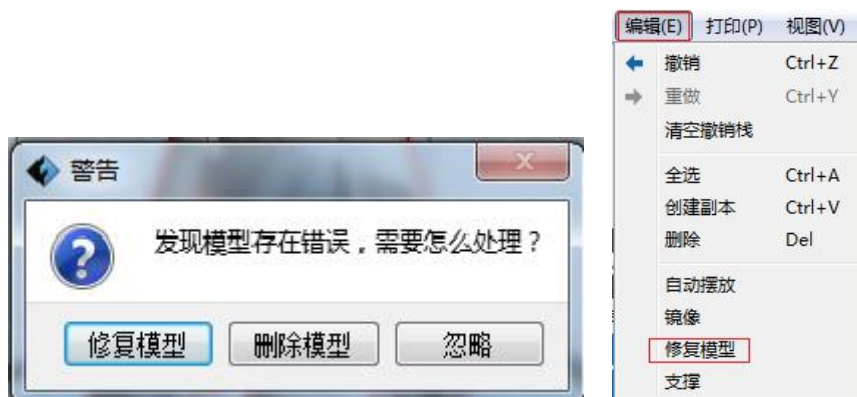 警告
发现模型存在错误，需要怎么处理？
修复模型
删除模型
忽略
编辑(E) 打印(P) 视图(V)
撤销 Ctrl+Z
重做 Ctrl+Y
清空撤销栈
全选 Ctrl+A
创建副本 Ctrl+V
删除 Del
自动摆放
镜像
修复模型
支撑